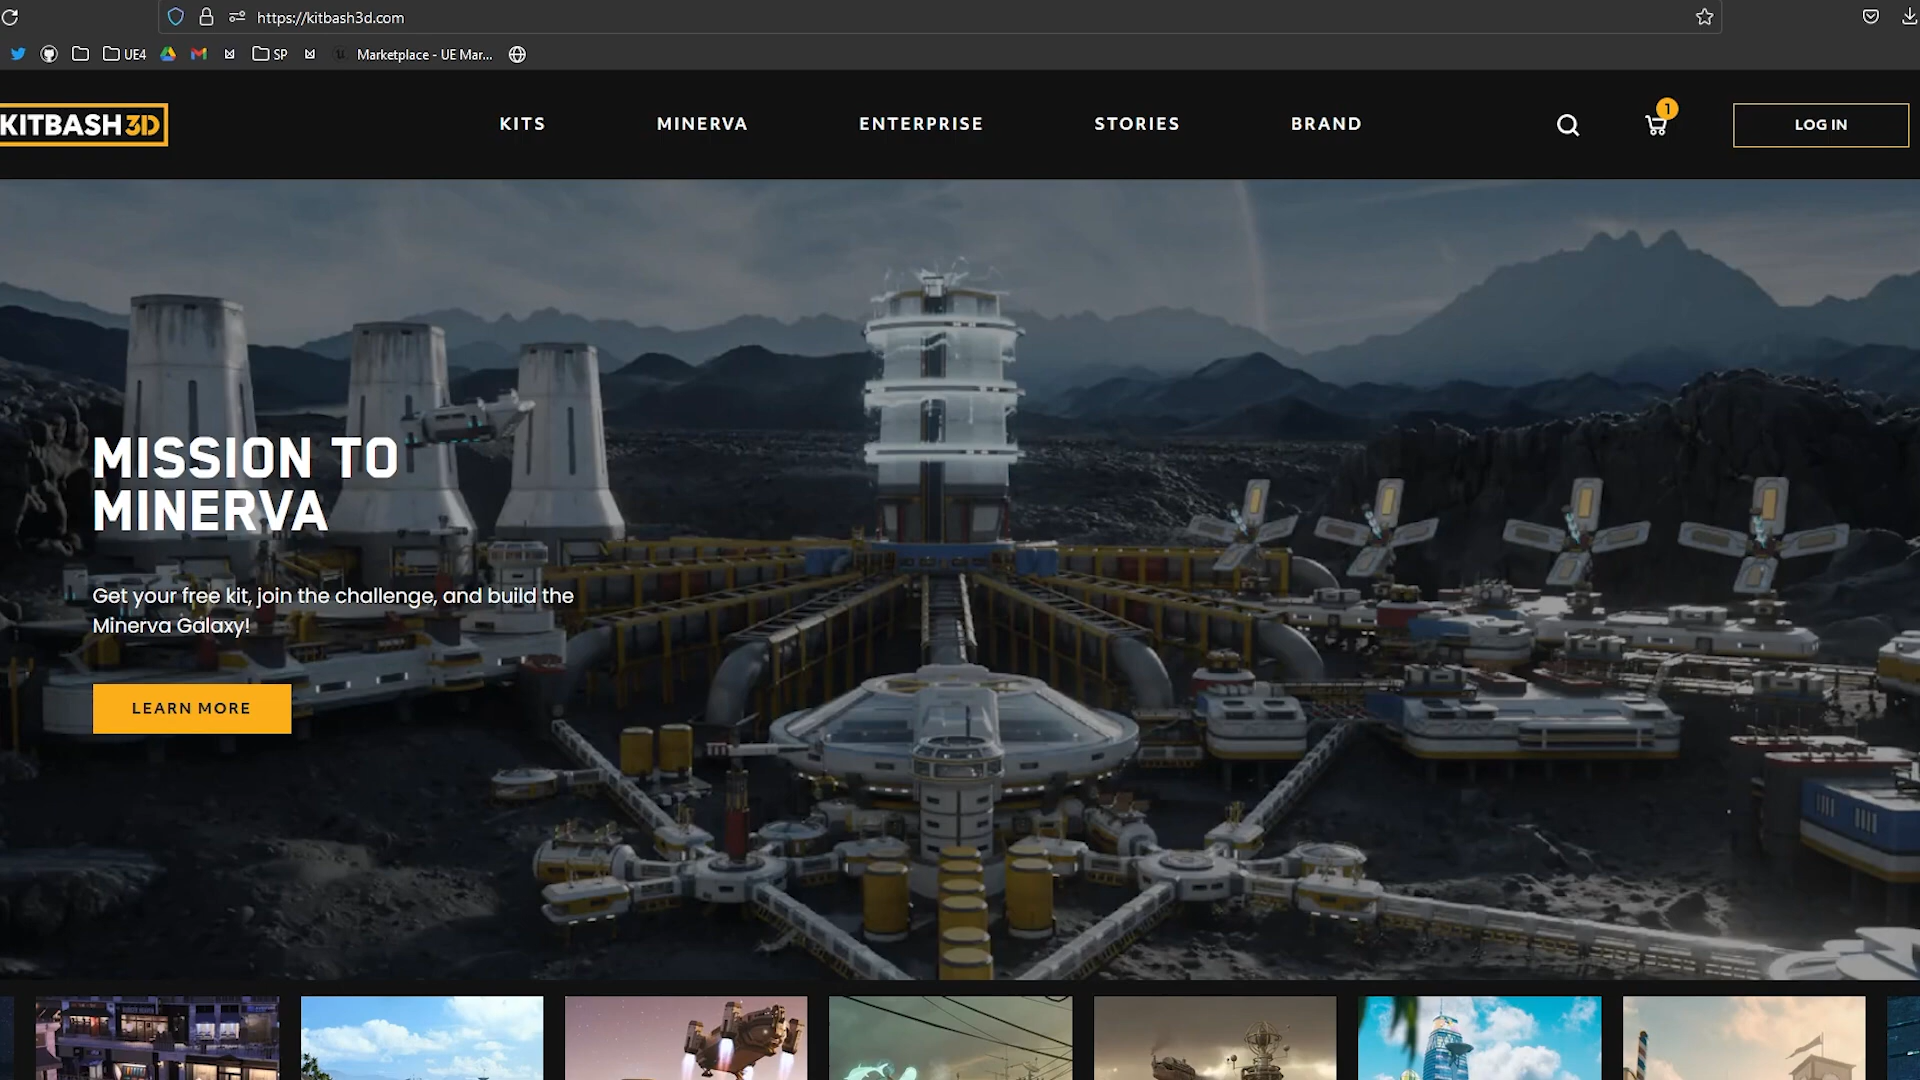 https://kitbash3d.com
UE4
SP
Marketplace - UE Mar...
KITBASH3D
KITS
MINERVA
ENTERPRISE
STORIES
BRAND
1
LOG IN
MISSION TO
MINERVA
Get your free kit, join the challenge, and build the
Minerva Galaxy!
LEARN MORE